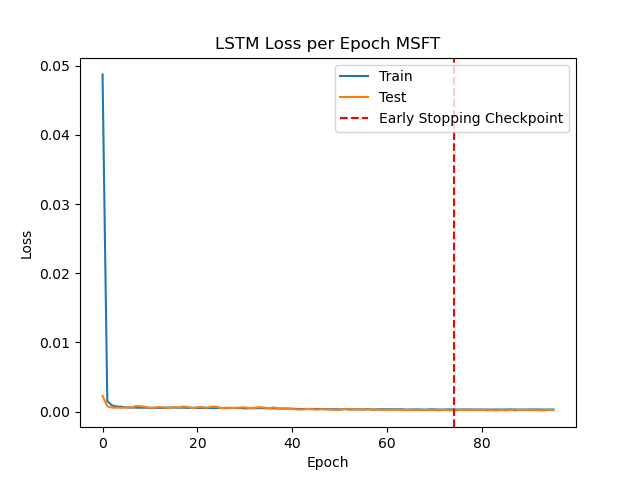 LSTM Loss per Epoch MSFT
Train
Test
Early Stopping Checkpoint
0.05
0.04
0.03
0.02
0.01
0.00
Loss
0
20
40
60
80
Epoch